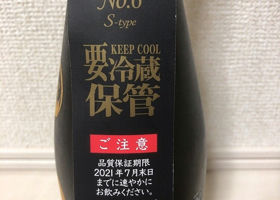 No.6
S-type
要冷蔵
KEEP COOL
保管
ご注意
品質保証期限
2021年7月末日
までに速やかに
お飲みください。